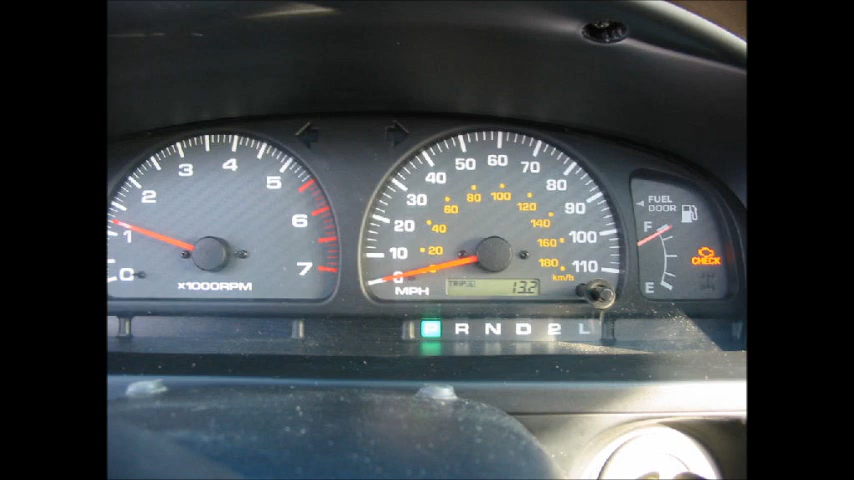 0 1 2 3 4 5 6 7
x1000RPM
0 10 20 30 40 50 60 70 80 90 100 110
20 40 60 80 100 120 140 160 180
km/h
MPH
TRIP
13.2
FUEL
DOOR
F
E
CHECK
P R N D 2 L